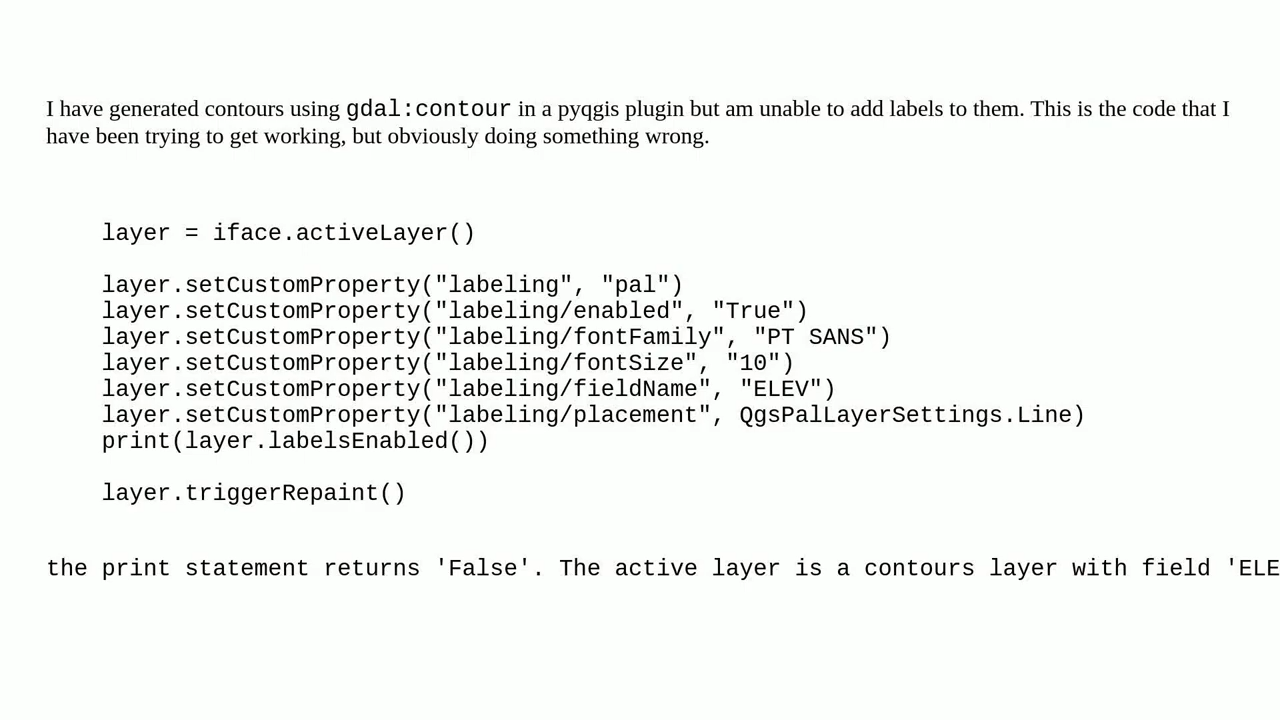 I have generated contours using gdal:contour in a pyqgis plugin but am unable to add labels to them. This is the code that I
have been trying to get working, but obviously doing something wrong.
layer = iface.activeLayer()
layer.setCustomProperty("labeling", "pal")
layer.setCustomProperty("labeling/enabled", "True")
layer.setCustomProperty("labeling/fontFamily", "PT SANS")
layer.setCustomProperty("labeling/fontSize", "10")
layer.setCustomProperty("labeling/fieldName", "ELEV")
layer.setCustomProperty("labeling/placement", QgsPalLayerSettings.Line)
print(layer.labelsEnabled())
layer.triggerRepaint()
the print statement returns 'False'. The active layer is a contours layer with field 'ELE